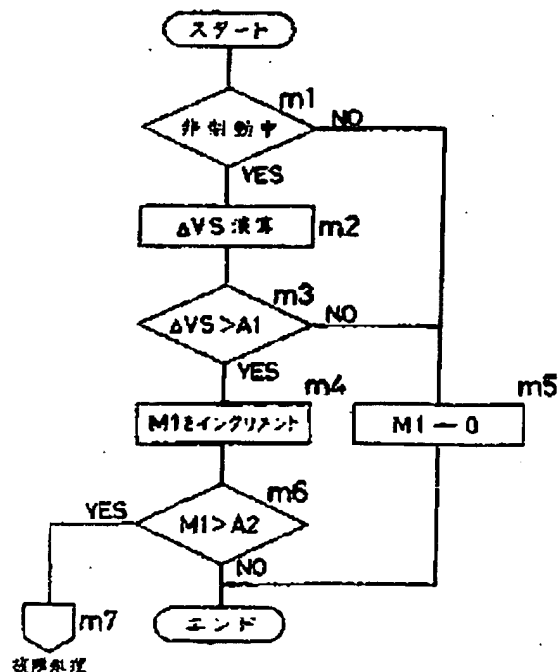 スタート
m1
非制動中
NO
YES
ΔVS演算
m2
m3
ΔVS>A1
NO
YES
m4
M1をインクリメント
m5
M1←0
m6
YES
M1>A2
NO
m7
エンド
故障処理